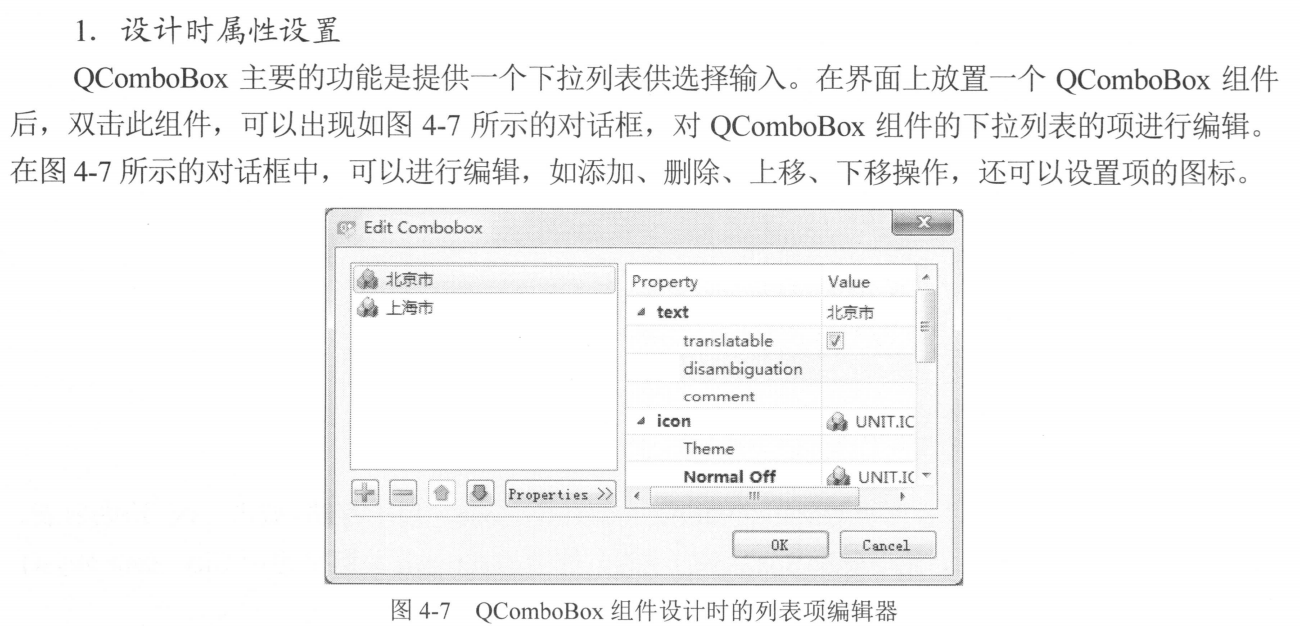 1. 设计时属性设置
QComboBox 主要的功能是提供一个下拉列表供选择输入。在界面上放置一个 QComboBox 组件
后，双击此组件，可以出现如图 4-7 所示的对话框，对 QComboBox 组件的下拉列表的项进行编辑。
在图 4-7 所示的对话框中，可以进行编辑，如添加、删除、上移、下移操作，还可以设置项的图标。
Edit Combobox
北京市
上海市
Property Value
text 北京市
translatable
disambiguation
comment
icon UNIT.IC
Theme
Normal Off UNIT.IC
Properties >>
OK Cancel
图 4-7 QComboBox 组件设计时的列表项编辑器